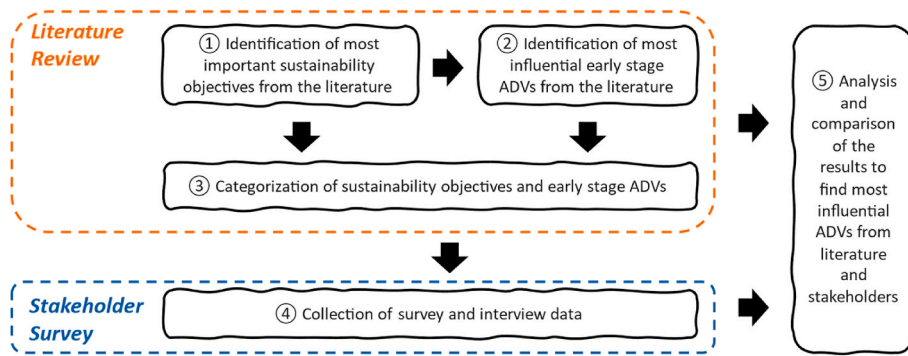 Literature
Review
① Identification of most
important sustainability
objectives from the literature
② Identification of most
influential early stage
ADVs from the literature
③ Categorization of sustainability objectives and early stage ADVs
Stakeholder
Survey
④ Collection of survey and interview data
⑤ Analysis
and
comparison
of the
results to
find most
influential
ADVs from
literature
and
stakeholders